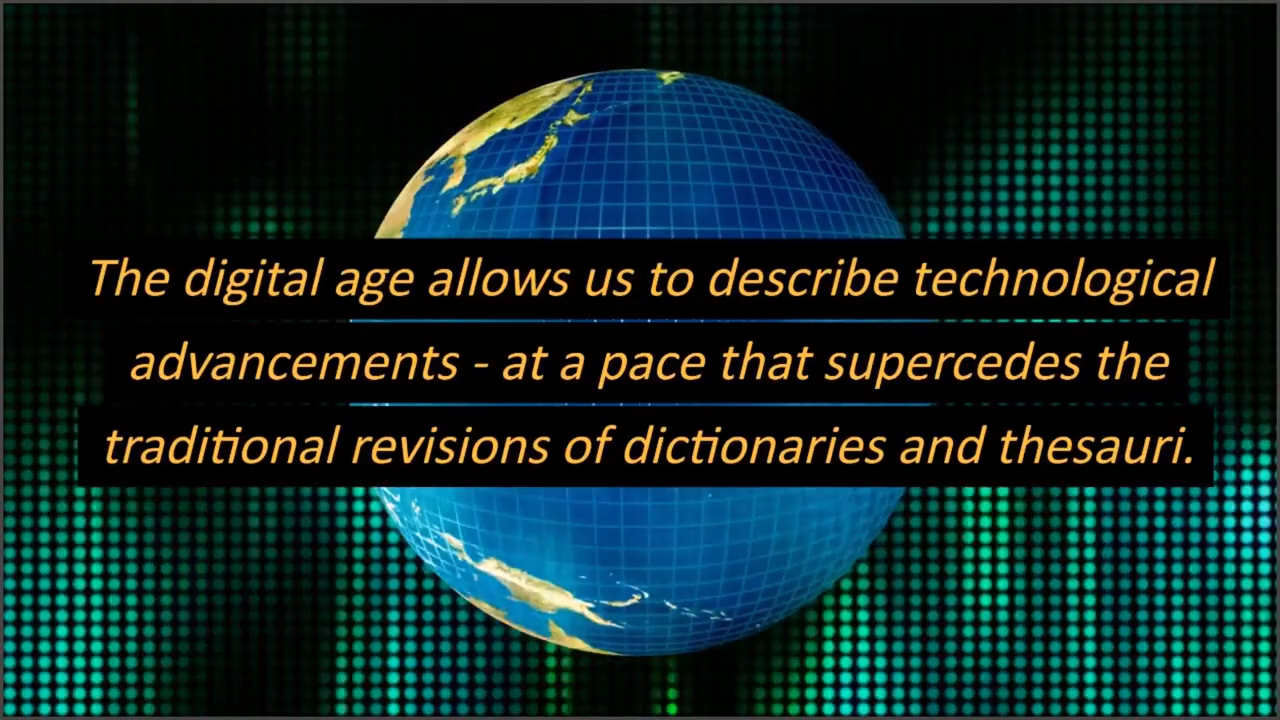 The digital age allows us to describe technological
advancements - at a pace that supercedes the
traditional revisions of dictionaries and thesauri.